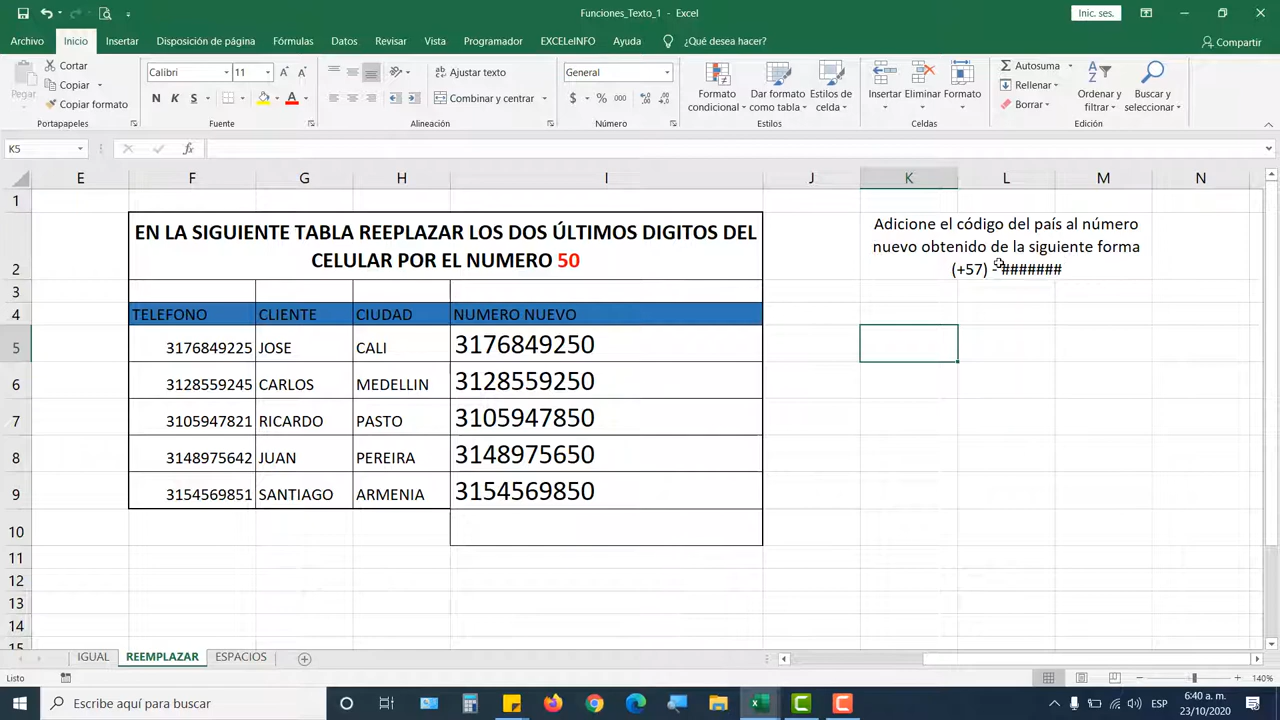 Funciones_Texto_1 - Excel
Inic. ses.
Archivo Inicio Insertar Disposición de página Fórmulas Datos Revisar Vista Programador EXCELeINFO Ayuda ¿Qué desea hacer? Compartir
Pegar
Cortar
Copiar
Copiar formato
Portapapeles
Calibri 11
N K S
Fuente
Ajustar texto
Combinar y centrar
Alineación
General
$ % 000
Número
Formato condicional
Dar formato como tabla
Estilos de celda
Estilos
Insertar Eliminar Formato
Celdas
Autosuma
Rellenar
Borrar
Ordenar y filtrar
Buscar y seleccionar
Edición
K5
fx
E F G H I J K L M N
1
2
EN LA SIGUIENTE TABLA REEPLAZAR LOS DOS ÚLTIMOS DIGITOS DEL
CELULAR POR EL NUMERO 50
Adicione el código del país al número
nuevo obtenido de la siguiente forma
(+57) - #######
3
4 TELEFONO CLIENTE CIUDAD NUMERO NUEVO
5 3176849225 JOSE CALI 3176849250
6 3128559245 CARLOS MEDELLIN 3128559250
7 3105947821 RICARDO PASTO 3105947850
8 3148975642 JUAN PEREIRA 3148975650
9 3154569851 SANTIAGO ARMENIA 3154569850
10
11
12
13
14
15
IGUAL REEMPLAZAR ESPACIOS
Listo
140%
Escribe aquí para buscar
ESP
6:40 a. m.
23/10/2020